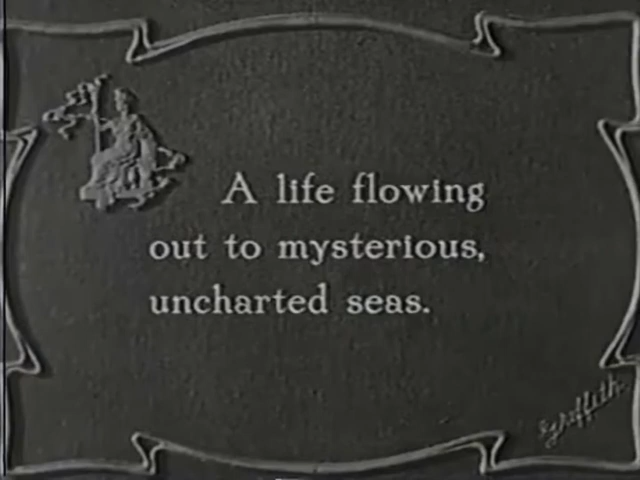 A life flowing
out to mysterious,
uncharted seas.
Griffith